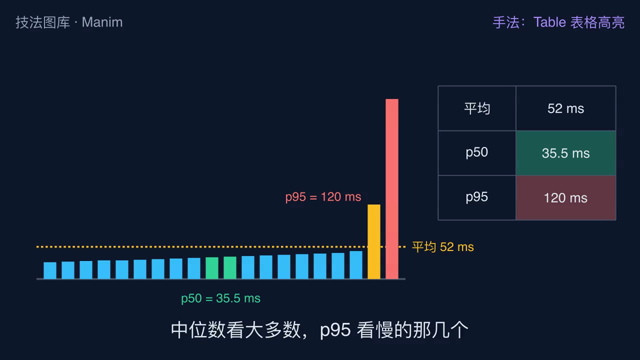 技法图库 · Manim
手法：Table 表格高亮
平均 52 ms
p50 35.5 ms
p95 120 ms
p95 = 120 ms
平均 52 ms
p50 = 35.5 ms
中位数看大多数，p95 看慢的那几个